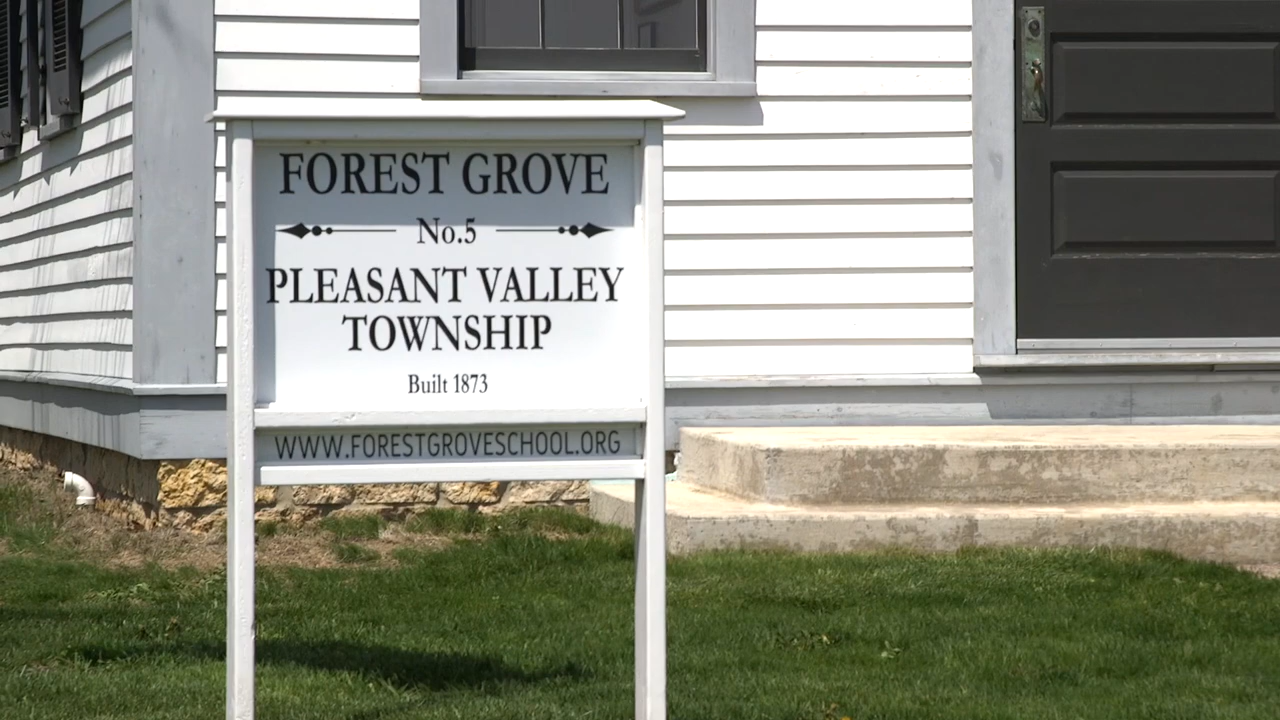 FOREST GROVE
No.5
PLEASANT VALLEY
TOWNSHIP
Built 1873
WWW.FORESTGROVESCHOOL.ORG